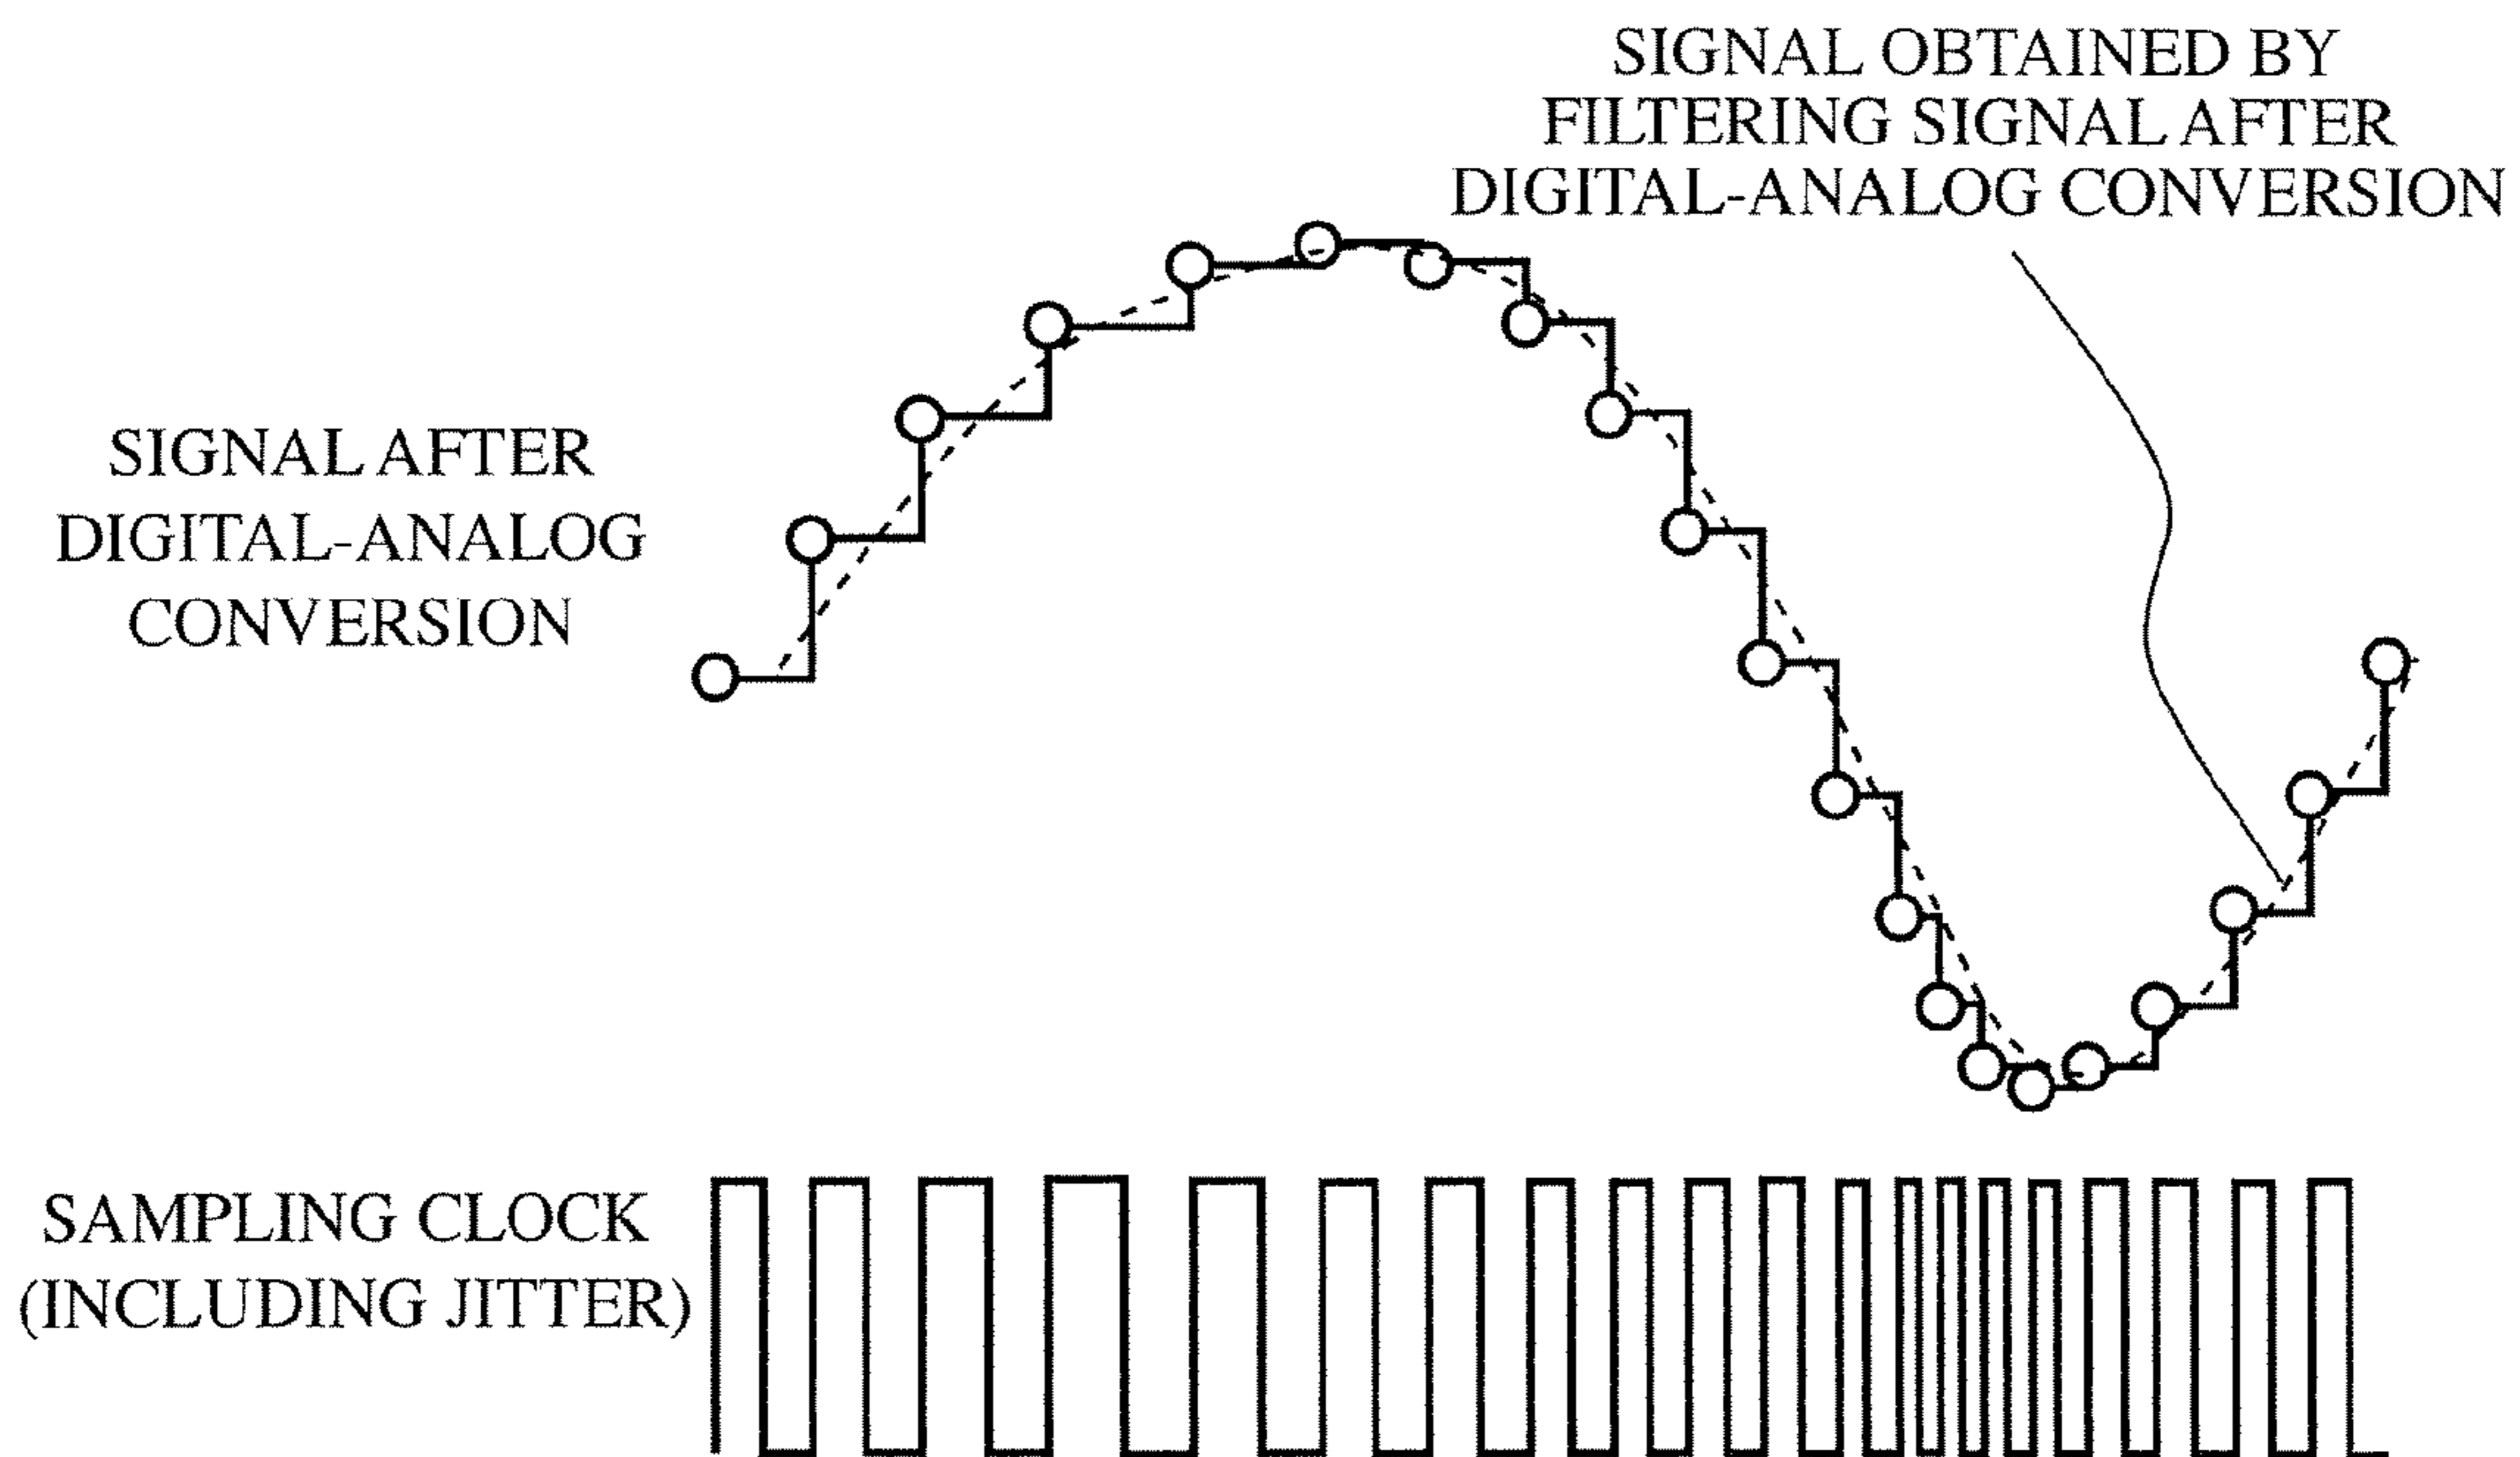 SIGNAL OBTAINED BY
FILTERING SIGNAL AFTER
DIGITAL-ANALOG CONVERSION
SIGNAL AFTER
DIGITAL-ANALOG
CONVERSION
SAMPLING CLOCK
(INCLUDING JITTER)